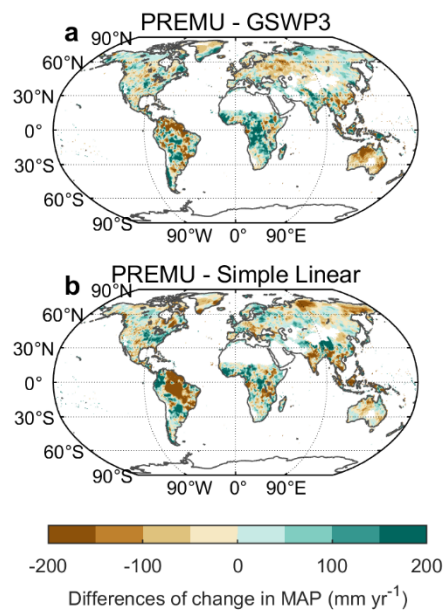 a PREMU - GSWP3
90°N
60°N
30°N
0°
30°S
60°S
90°S
90°W 0° 90°E
b PREMU - Simple Linear
90°N
60°N
30°N
0°
30°S
60°S
90°S
90°W 0° 90°E
-200 -100 0 100 200
Differences of change in MAP (mm yr⁻¹)